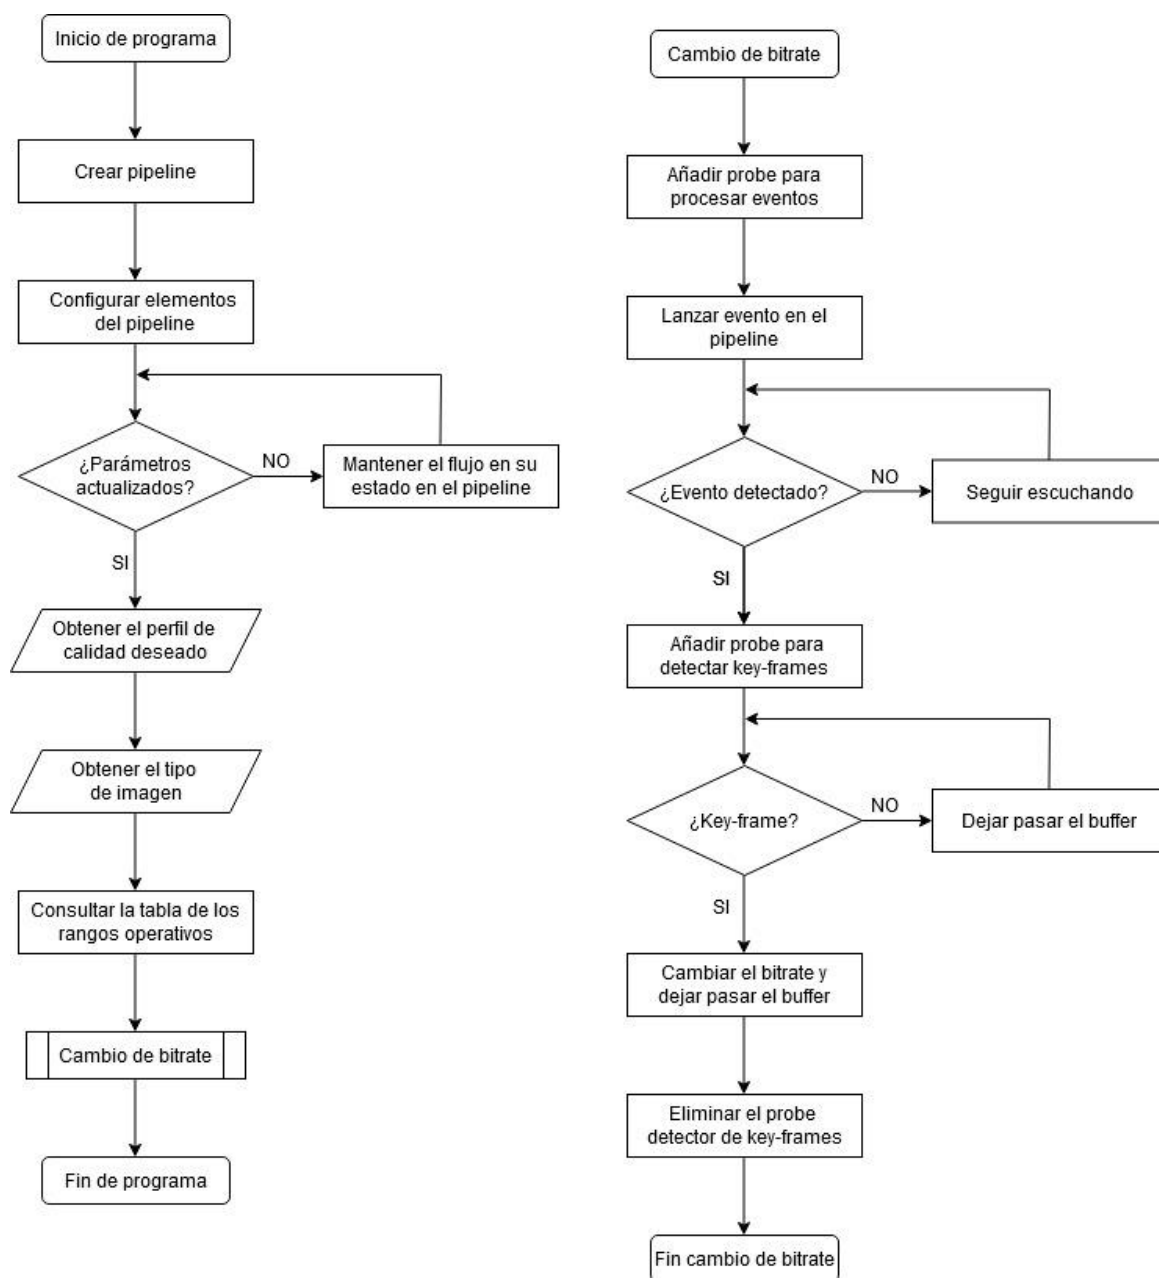 Inicio de programa
Crear pipeline
Configurar elementos
del pipeline
¿Parámetros
actualizados?
NO
Mantener el flujo en su
estado en el pipeline
SI
Obtener el perfil de
calidad deseado
Obtener el tipo
de imagen
Consultar la tabla de los
rangos operativos
Cambio de bitrate
Fin de programa
Cambio de bitrate
Añadir probe para
procesar eventos
Lanzar evento en el
pipeline
¿Evento detectado?
NO
Seguir escuchando
SI
Añadir probe para
detectar key-frames
¿Key-frame?
NO
Dejar pasar el buffer
SI
Cambiar el bitrate y
dejar pasar el buffer
Eliminar el probe
detector de key-frames
Fin cambio de bitrate